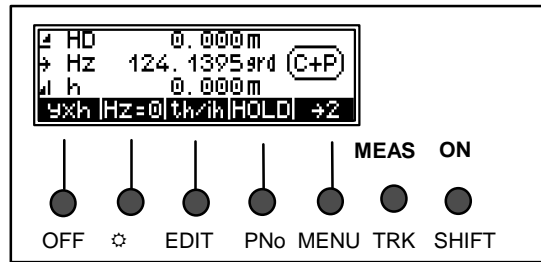 HD 0.000m
Hz 124.1395grd (C+P)
h 0.000m
yxh |Hz=0|th/ih|HOLD| →2
MEAS ON
OFF ☼ EDIT PNo MENU TRK SHIFT